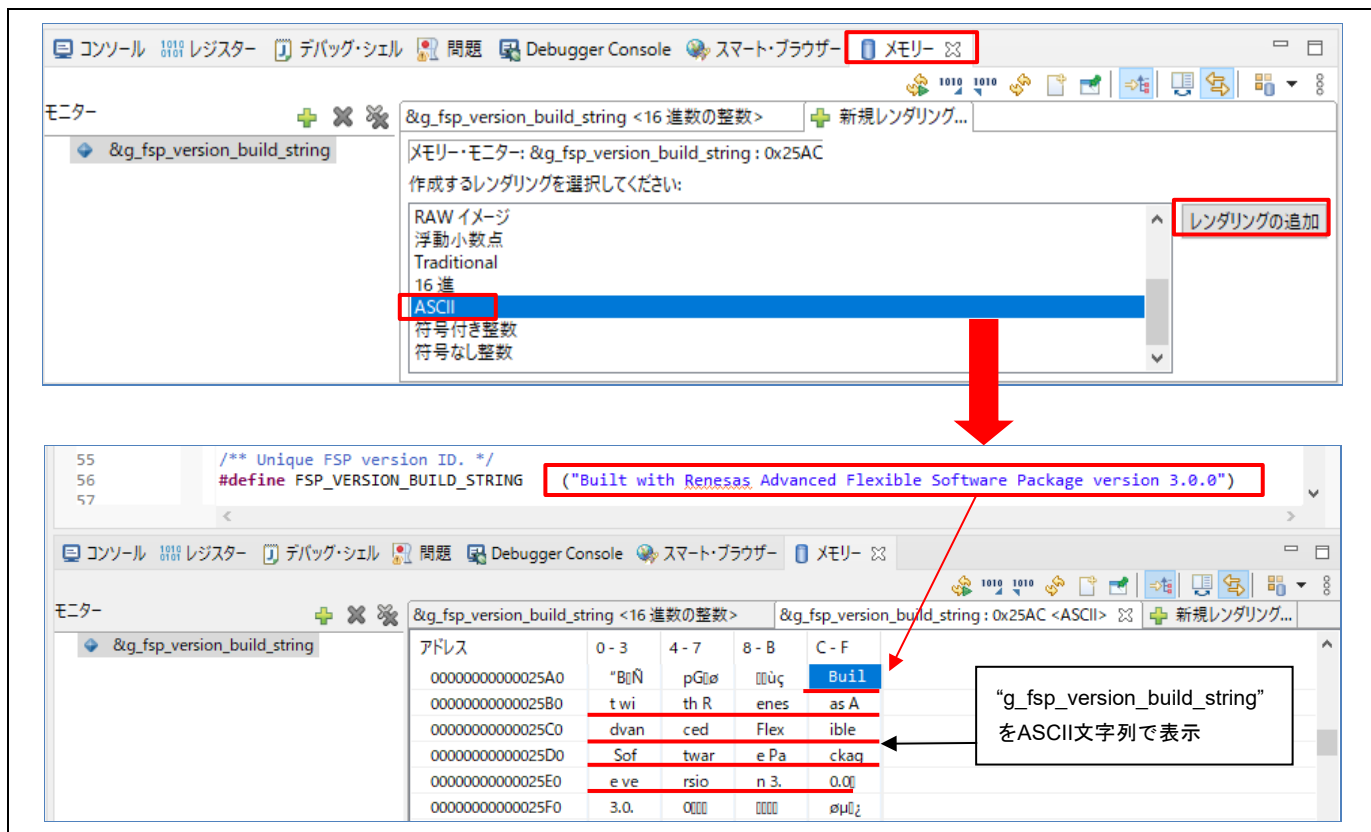 コンソール レジスター デバッグ・シェル 問題 Debugger Console スマート・ブラウザー メモリー
モニター
&g_fsp_version_build_string <16 進数の整数> 新規レンダリング...
&g_fsp_version_build_string
メモリー・モニター: &g_fsp_version_build_string : 0x25AC
作成するレンダリングを選択してください:
RAW イメージ
浮動小数点
Traditional
16 進
ASCII
符号付き整数
符号なし整数
レンダリングの追加
55 /** Unique FSP version ID. */
56 #define FSP_VERSION_BUILD_STRING ("Built with Renesas Advanced Flexible Software Package version 3.0.0")
57
コンソール レジスター デバッグ・シェル 問題 Debugger Console スマート・ブラウザー メモリー
モニター
&g_fsp_version_build_string <16 進数の整数> &g_fsp_version_build_string : 0x25AC <ASCII> 新規レンダリング...
&g_fsp_version_build_string
アドレス 0 - 3 4 - 7 8 - B C - F
00000000000025A0 Buil
00000000000025B0 t wi th R enes as A
00000000000025C0 dvan ced Flex ible
00000000000025D0 Sof twar e Pa ckag
00000000000025E0 e ve rsio n 3. 0.0
00000000000025F0 3.0.
“g_fsp_version_build_string”
をASCII文字列で表示